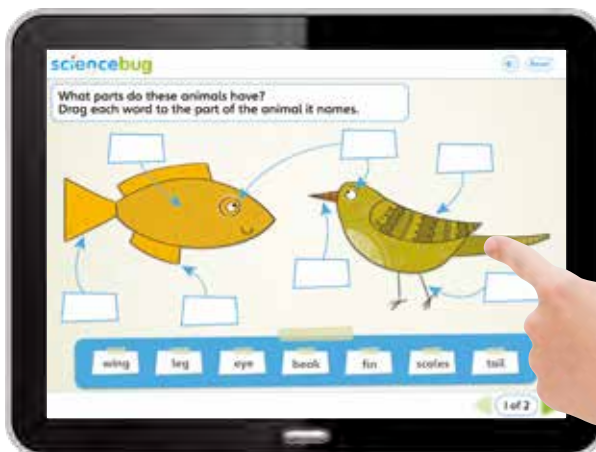 sciencebug
What parts do these animals have?
Drag each word to the part of the animal it names.
wing leg eye beak fin scales tail
1 of 2